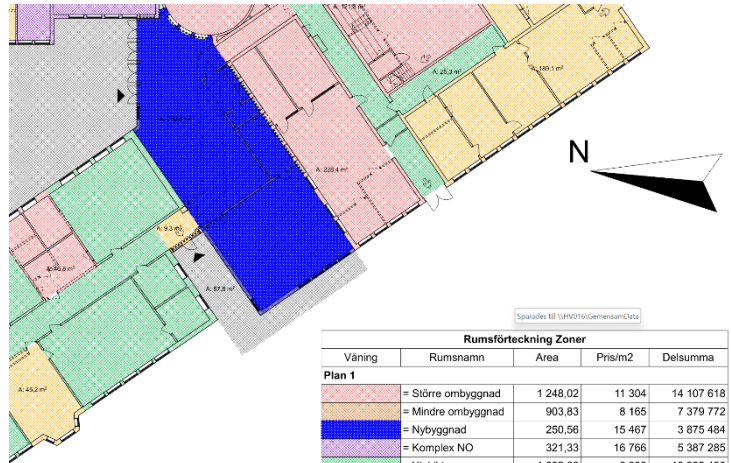 A: 25,3 m²
A: 189,1 m²
N
A: 228,4 m²
A: 9,3 m²
A: 45,2 m²
Sparades till \\HV016\GemensamData
Rumsförteckning Zoner
Våning Rumsnamn Area Pris/m2 Delsumma
Plan 1
= Större ombyggnad 1 248,02 11 304 14 107 618
= Mindre ombyggnad 903,83 8 165 7 379 772
= Nybyggnad 250,56 15 467 3 875 484
= Komplex NO 321,33 16 766 5 387 285